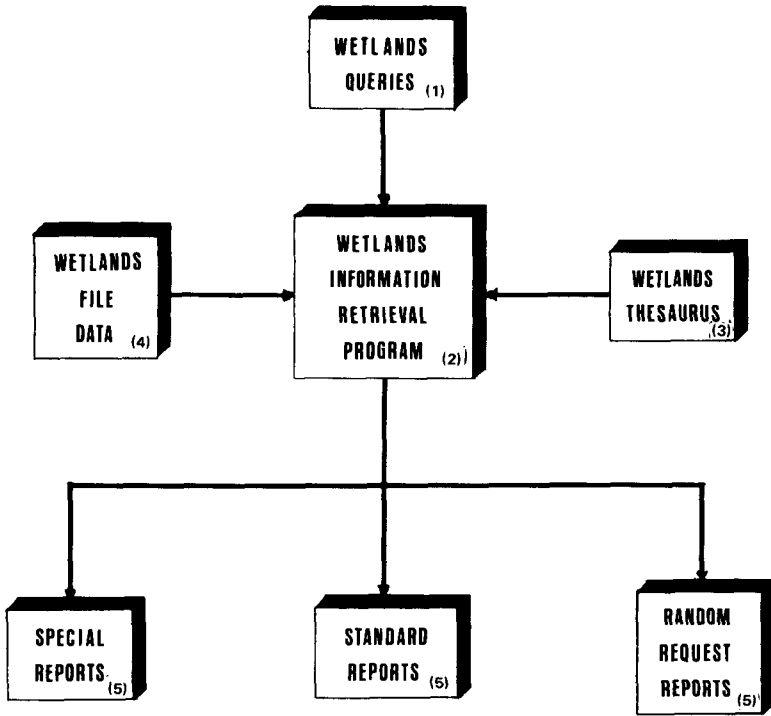 WETLANDS
QUERIES (1)
WETLANDS
FILE
DATA (4)
WETLANDS
INFORMATION
RETRIEVAL
PROGRAM (2)
WETLANDS
THESAURUS
(3)
SPECIAL
REPORTS (5)
STANDARD
REPORTS (5)
RANDOM
REQUEST
REPORTS (5)